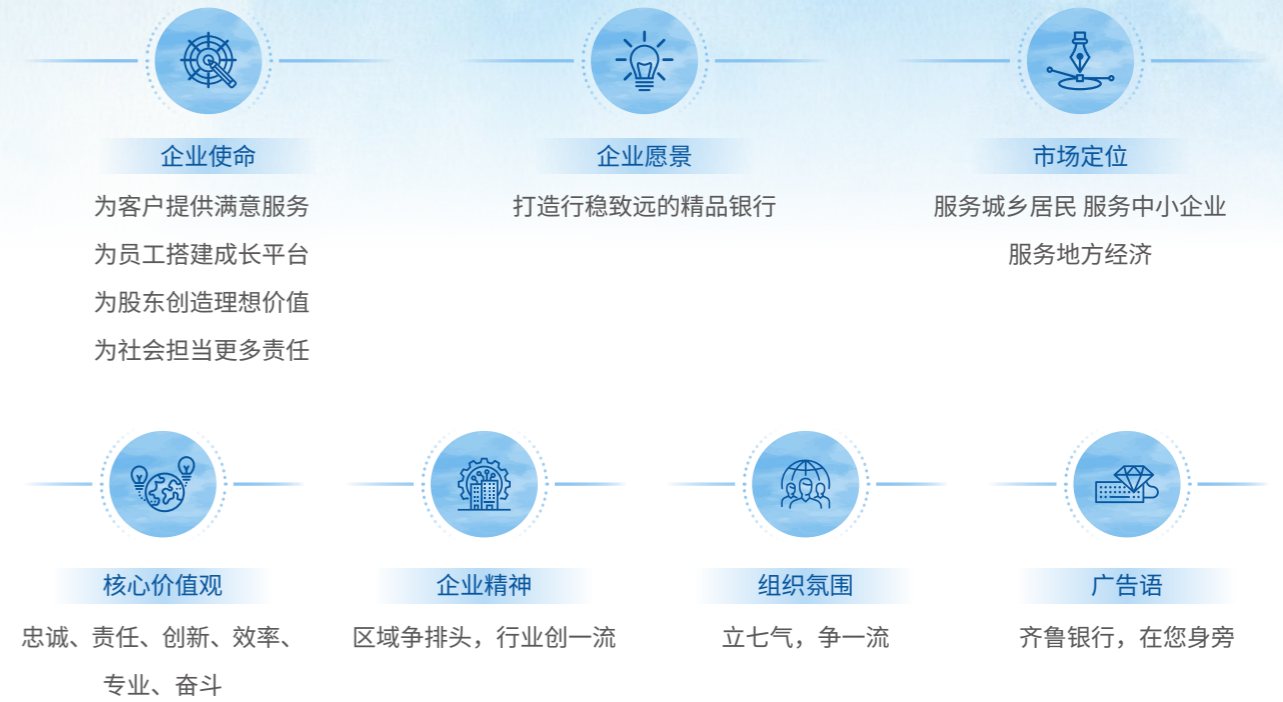 企业使命
为客户提供满意服务
为员工搭建成长平台
为股东创造理想价值
为社会担当更多责任
企业愿景
打造行稳致远的精品银行
市场定位
服务城乡居民 服务中小企业
服务地方经济
核心价值观
忠诚、责任、创新、效率、
专业、奋斗
企业精神
区域争排头，行业创一流
组织氛围
立七气，争一流
广告语
齐鲁银行，在您身旁